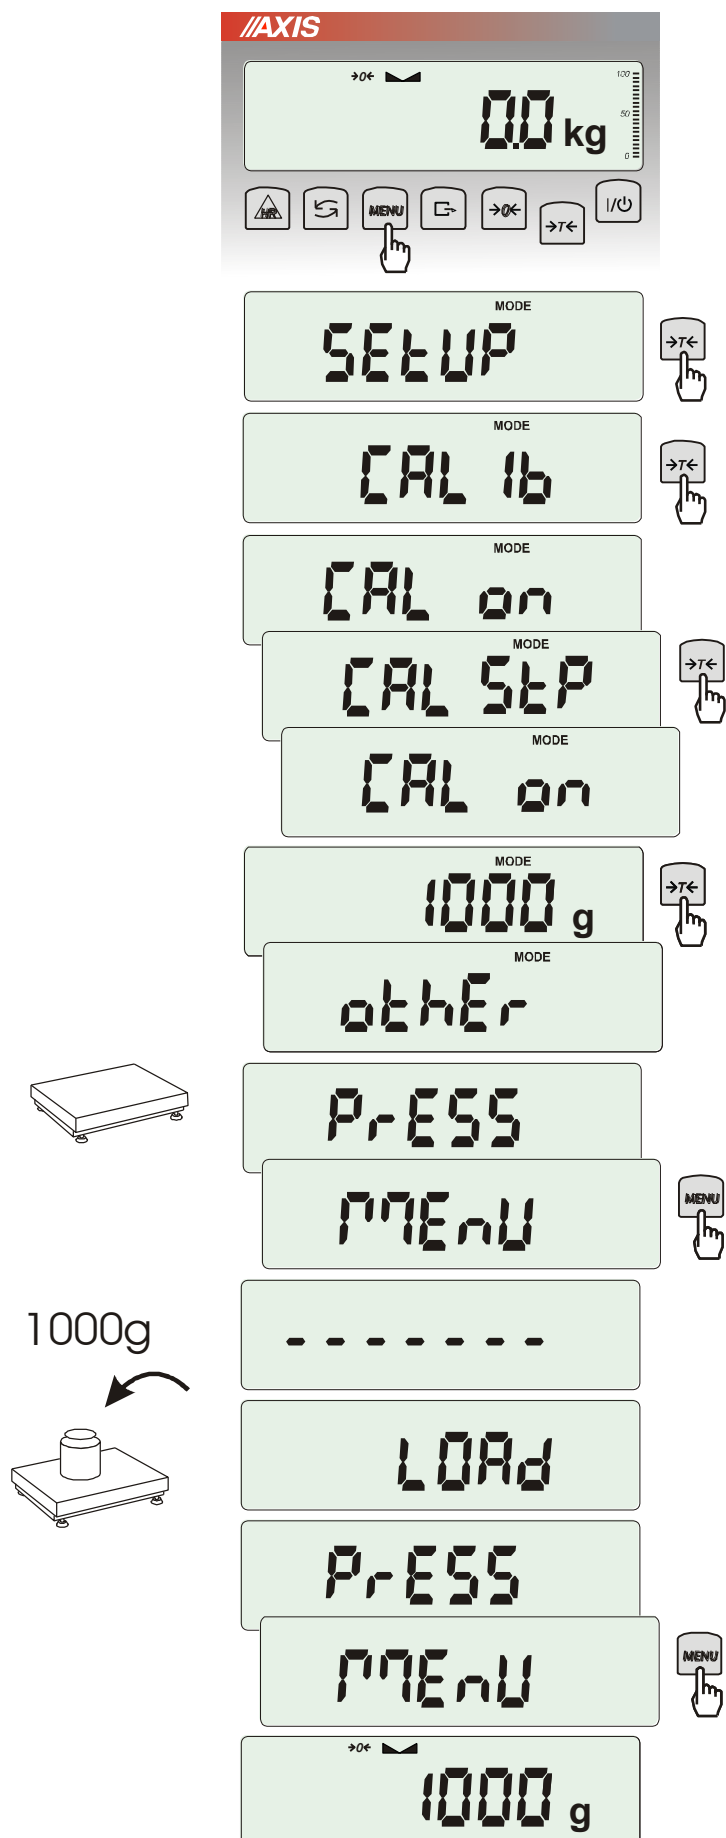 //AXIS
→0←
100
50
0
0.0 kg
HR
MENU
→0←
→T←
I/⏻
MODE
SEtUP
→T←
MODE
CAL Ib
→T←
MODE
CAL on
MODE
CAL StP
→T←
MODE
CAL on
MODE
1000 g
→T←
MODE
othEr
PrESS
MEnU
MENU
1000g
- - - - - - -
LOAd
PrESS
MEnU
MENU
→0←
1000 g